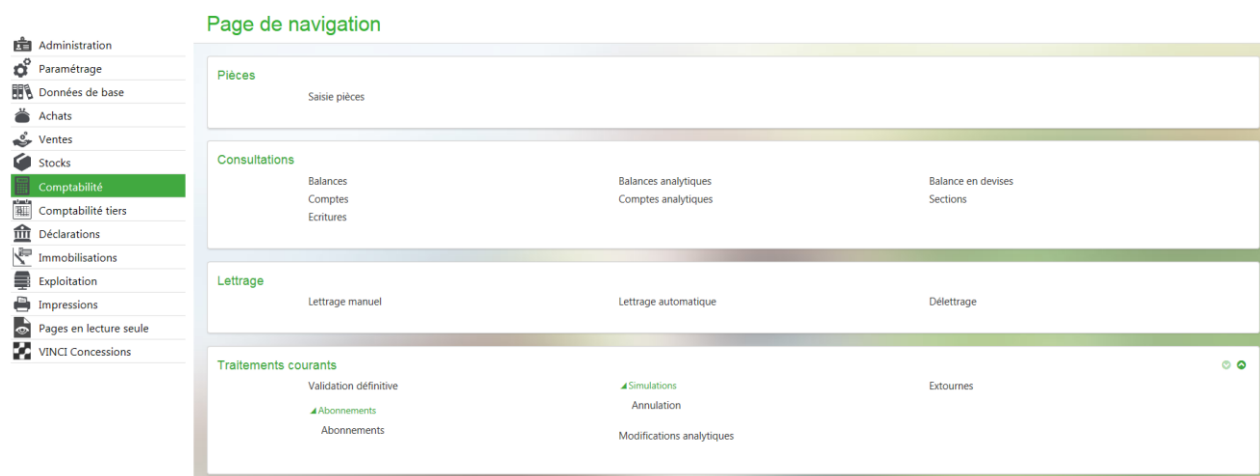 Page de navigation
Administration
Paramétrage
Données de base
Achats
Ventes
Stocks
Comptabilité
Comptabilité tiers
Déclarations
Immobilisations
Exploitation
Impressions
Pages en lecture seule
VINCI Concessions
Pièces
Saisie pièces
Consultations
Balances Balances analytiques Balance en devises
Comptes Comptes analytiques Sections
Ecritures
Lettrage
Lettrage manuel Lettrage automatique Délettrage
Traitements courants
Validation définitive Simulations Extournes
Annulation
Abonnements
Abonnements
Modifications analytiques